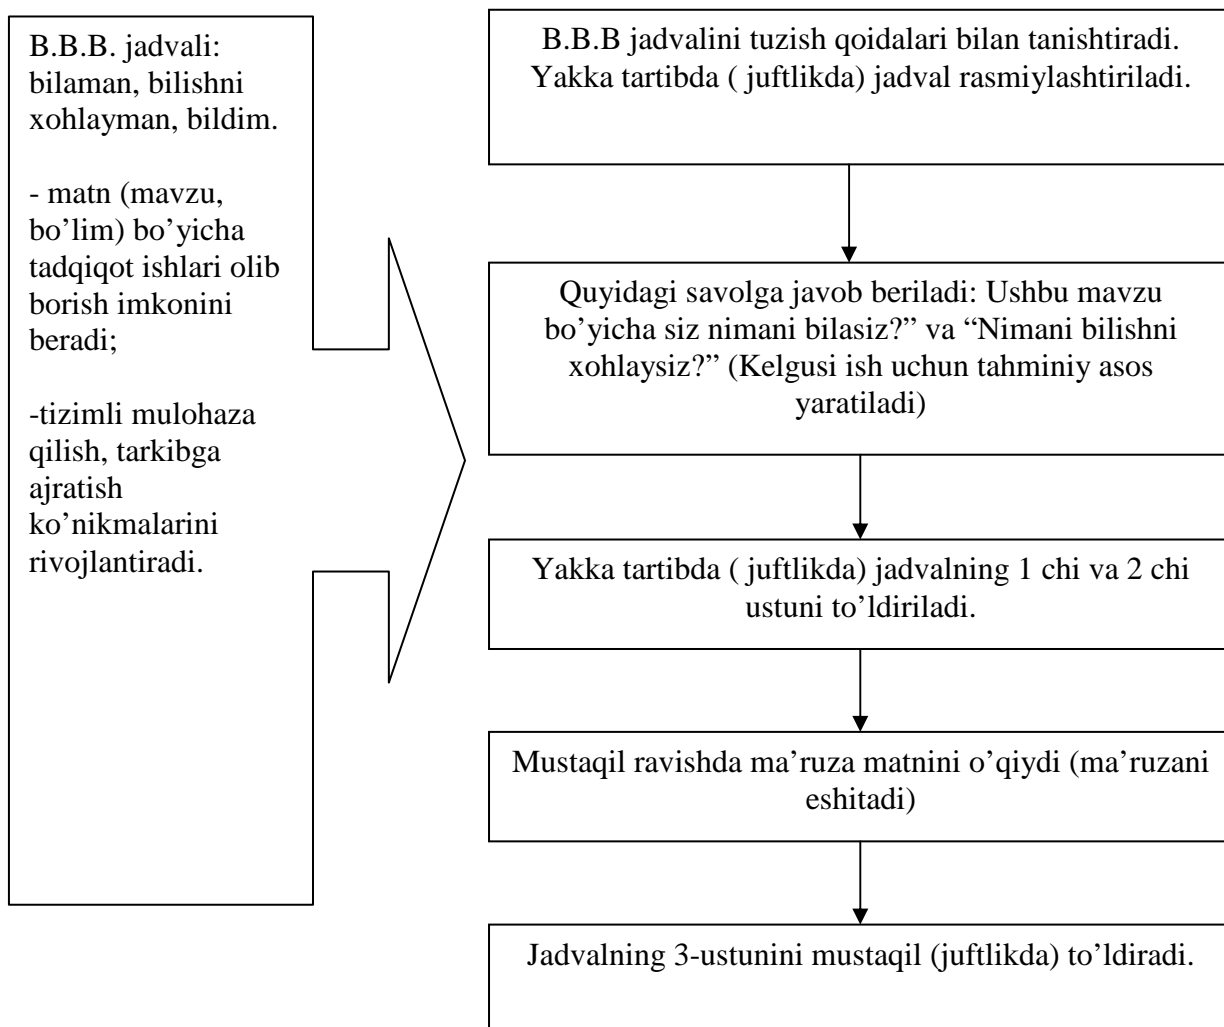 B.B.B. jadvali:
bilaman, bilishni
xohlayman, bildim.
- matn (mavzu,
bo’lim) bo’yicha
tadqiqot ishlari olib
borish imkonini
beradi;
-tizimli mulohaza
qilish, tarkibga
ajratish
ko’nikmalarini
rivojlantiradi.
B.B.B jadvalini tuzish qoidalari bilan tanishtiradi.
Yakka tartibda ( juftlikda) jadval rasmiylashtiriladi.
Quyidagi savolga javob beriladi: Ushbu mavzu
bo’yicha siz nimani bilasiz?” va “Nimani bilishni
xohlaysiz?” (Kelgusi ish uchun tahminiy asos
yaratiladi)
Yakka tartibda ( juftlikda) jadvalning 1 chi va 2 chi
ustuni to’ldiriladi.
Mustaqil ravishda ma’ruza matnini o’qiydi (ma’ruzani
eshitadi)
Jadvalning 3-ustunini mustaqil (juftlikda) to’ldiradi.